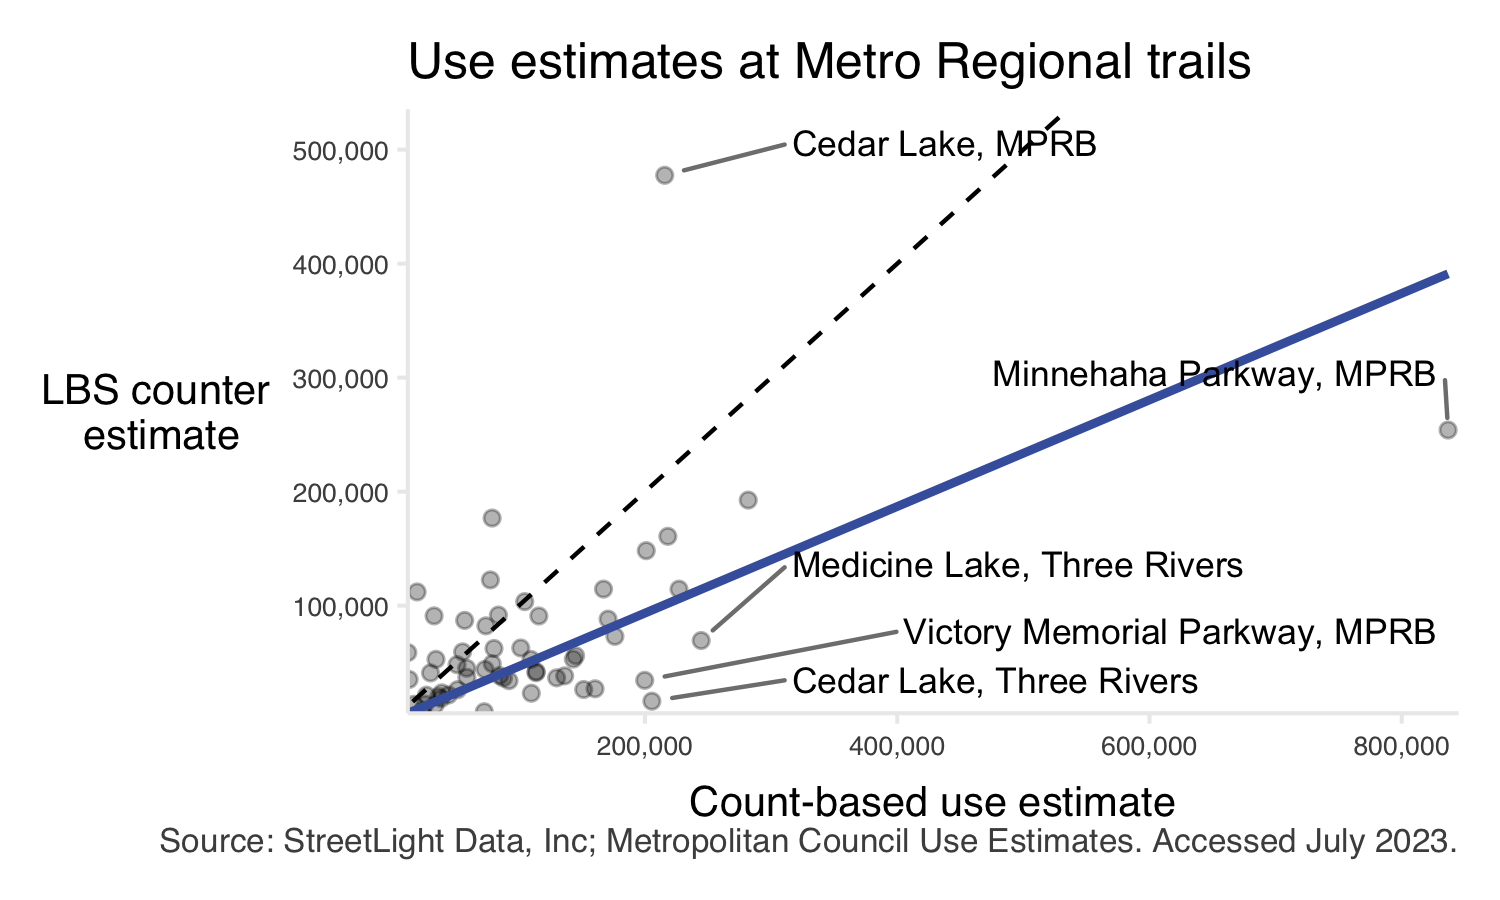 Use estimates at Metro Regional trails
500,000
400,000
300,000
200,000
100,000
LBS counter
estimate
Cedar Lake, MPRB
Minnehaha Parkway, MPRB
Medicine Lake, Three Rivers
Victory Memorial Parkway, MPRB
Cedar Lake, Three Rivers
200,000
400,000
600,000
800,000
Count-based use estimate
Source: StreetLight Data, Inc; Metropolitan Council Use Estimates. Accessed July 2023.